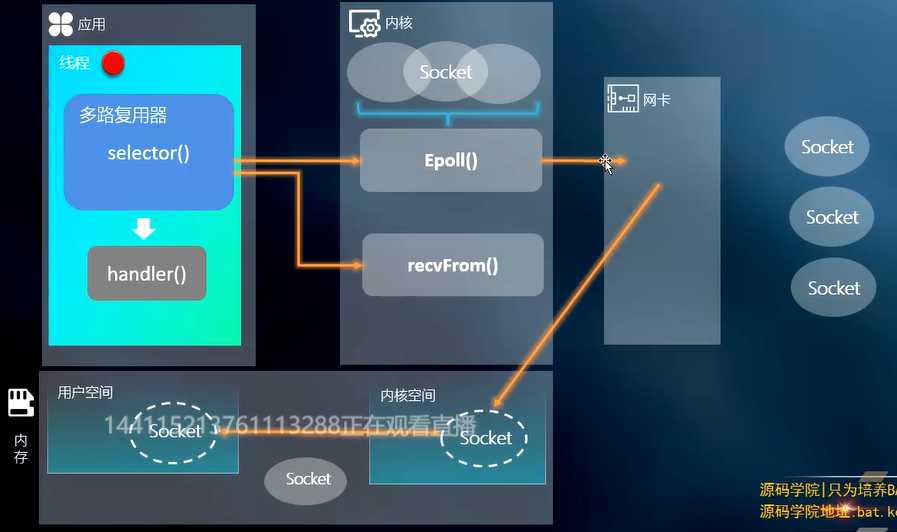 应用
线程
多路复用器
selector()
handler()
内核
Socket
Epoll()
recvFrom()
网卡
Socket
Socket
Socket
内存
用户空间
Socket
内核空间
Socket
144115213761113288正在观看直播
Socket
源码学院|只为培养BA
源码学院地址:bat.ke